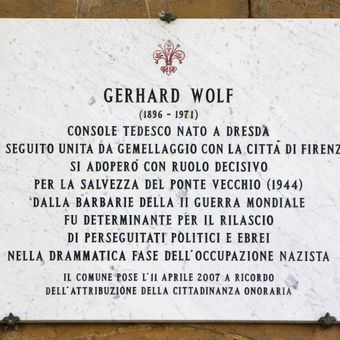 GERHARD WOLF
(1896 - 1971)
CONSOLE TEDESCO NATO A DRESDA
SEGUITO UNITA DA GEMELLAGGIO CON LA CITTÀ DI FIRENZ
SI ADOPERÒ CON RUOLO DECISIVO
PER LA SALVEZZA DEL PONTE VECCHIO (1944)
DALLA BARBARIE DELLA II GUERRA MONDIALE
FU DETERMINANTE PER IL RILASCIO
DI PERSEGUITATI POLITICI E EBREI
NELLA DRAMMATICA FASE DELL'OCCUPAZIONE NAZISTA
IL COMUNE POSE L'11 APRILE 2007 A RICORDO
DELL'ATTRIBUZIONE DELLA CITTADINANZA ONORARIA